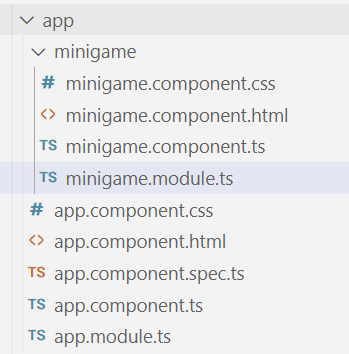 app
minigame
# minigame.component.css
<> minigame.component.html
TS minigame.component.ts
TS minigame.module.ts
# app.component.css
<> app.component.html
TS app.component.spec.ts
TS app.component.ts
TS app.module.ts